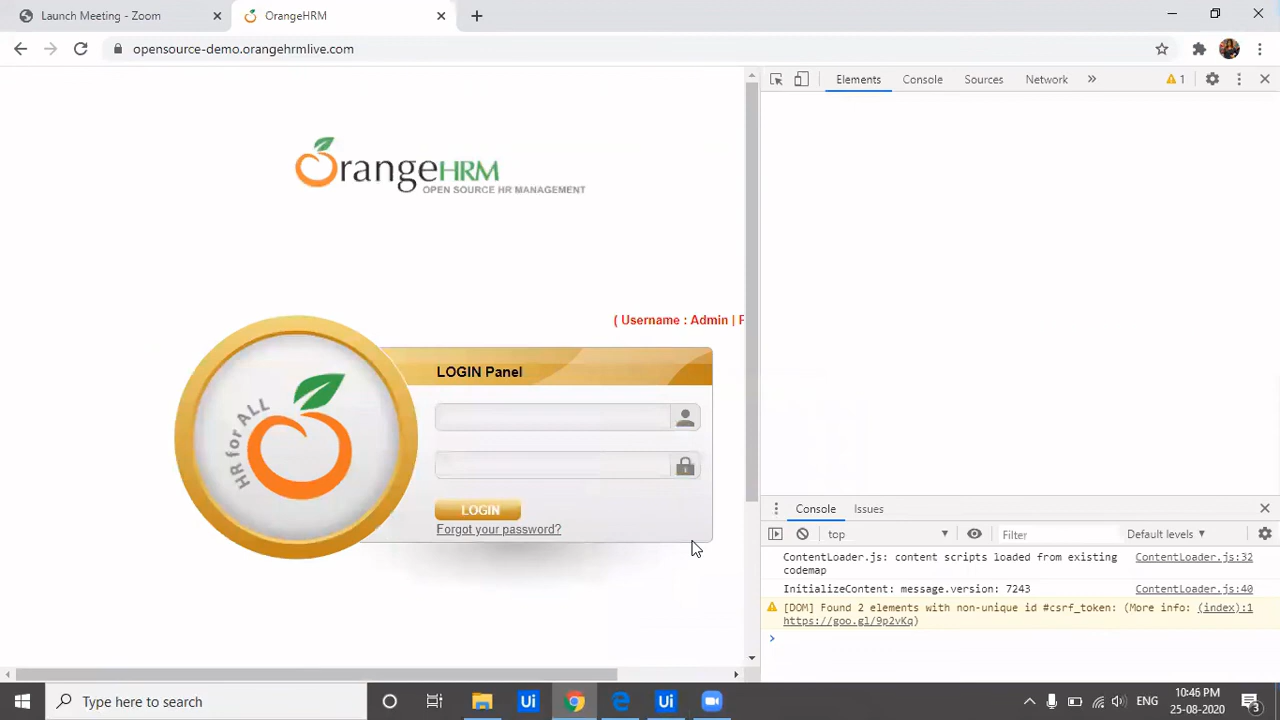 Launch Meeting - Zoom
OrangeHRM
opensource-demo.orangehrmlive.com
Elements
Console
Sources
Network
1
OrangeHRM
OPEN SOURCE HR MANAGEMENT
( Username : Admin | P
HR for ALL
LOGIN Panel
LOGIN
Forgot your password?
Console
Issues
top
Filter
Default levels
ContentLoader.js: content scripts loaded from existing ContentLoader.js:32
codemap
InitializeContent: message.version: 7243 ContentLoader.js:40
[DOM] Found 2 elements with non-unique id #csrf_token: (More info: (index):1
https://goo.gl/9p2vKq)
Type here to search
Ui
Ui
ENG
10:46 PM
25-08-2020
3